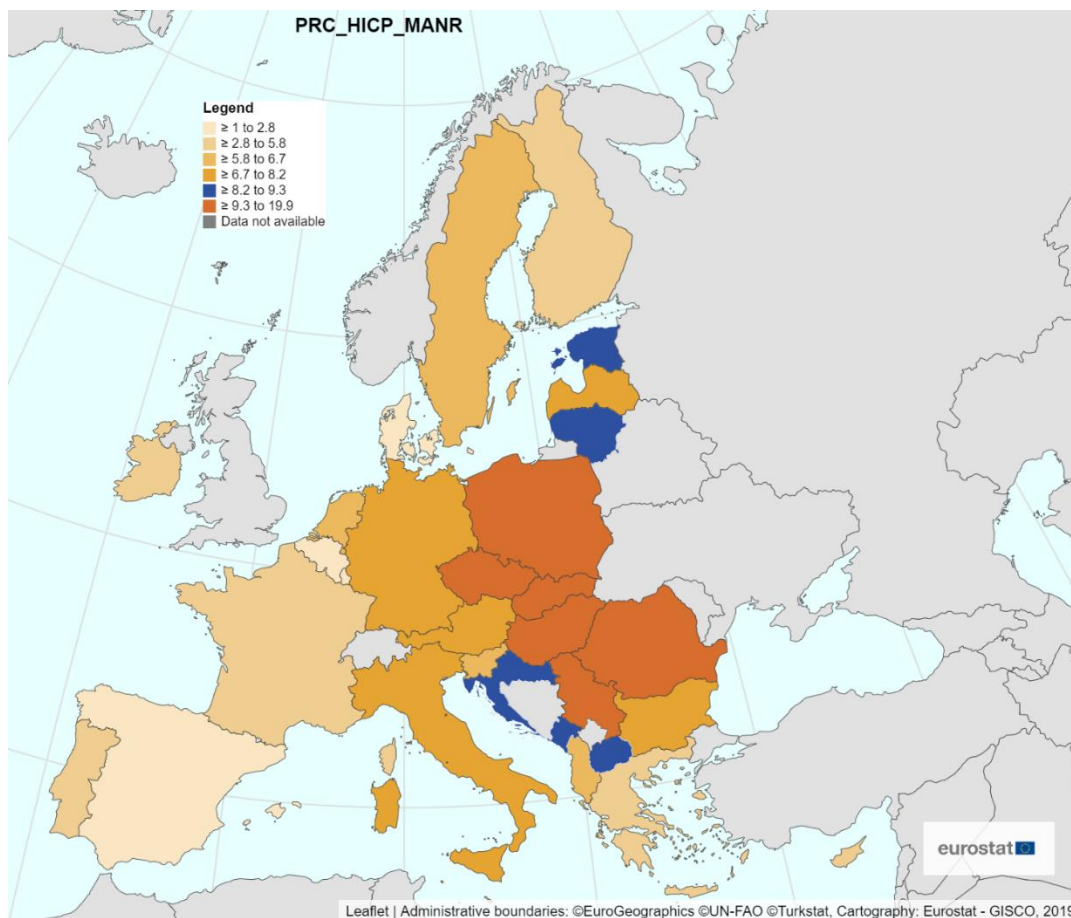 PRC_HICP_MANR
Legend
≥ 1 to 2.8
≥ 2.8 to 5.8
≥ 5.8 to 6.7
≥ 6.7 to 8.2
≥ 8.2 to 9.3
≥ 9.3 to 19.9
Data not available
eurostat
Leaflet | Administrative boundaries: ©EuroGeographics ©UN-FAO ©Turkstat, Cartography: Eurostat - GISCO, 2019